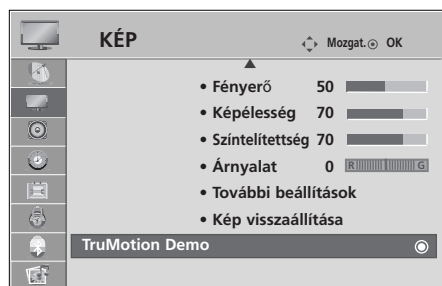 KÉP Mozgat. OK
• Fényerő 50
• Képélesség 70
• Színtelítettség 70
• Árnyalat 0 R G
• További beállítások
• Kép visszaállítása
TruMotion Demo